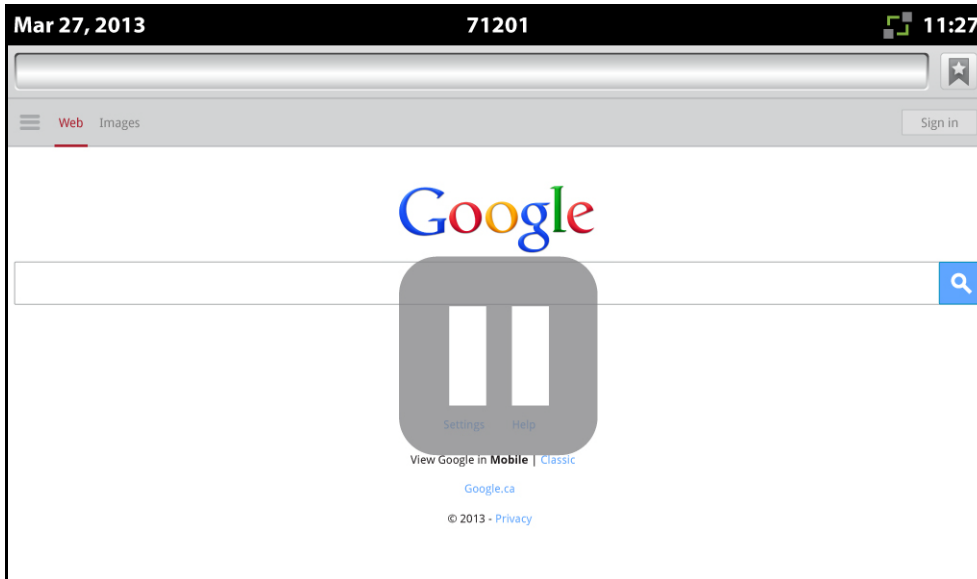 Mar 27, 2013 71201 11:27
Web Images Sign in
Google
Settings Help
View Google in Mobile | Classic
Google.ca
© 2013 - Privacy